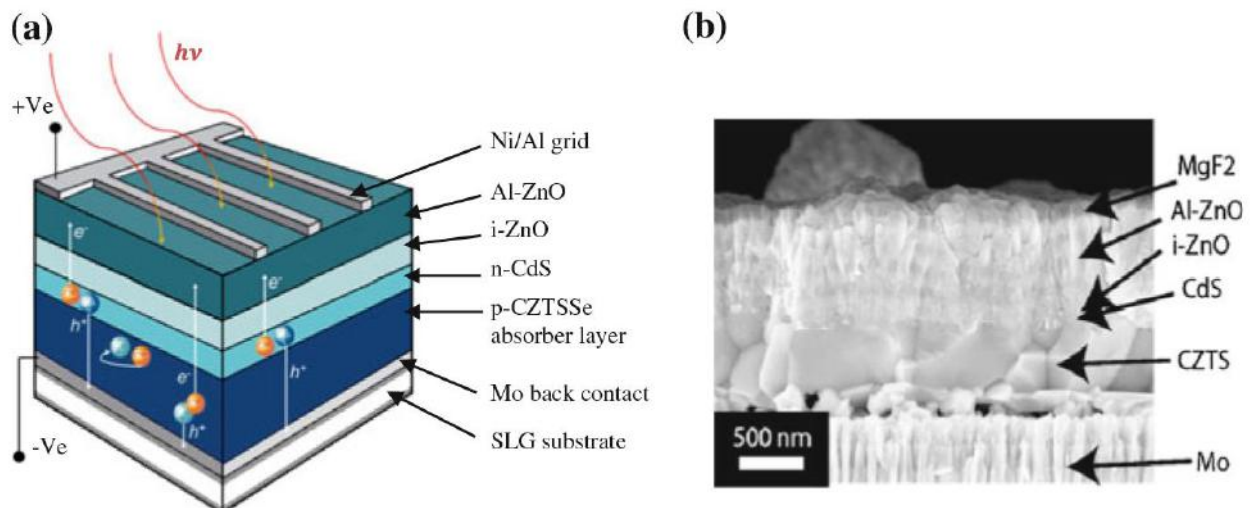 (a)
hν
+Ve
Ni/Al grid
Al-ZnO
i-ZnO
n-CdS
p-CZTSSe
absorber layer
Mo back contact
SLG substrate
-Ve
e-
h+
e-
h+
e-
h+
(b)
MgF2
Al-ZnO
i-ZnO
CdS
CZTS
Mo
500 nm